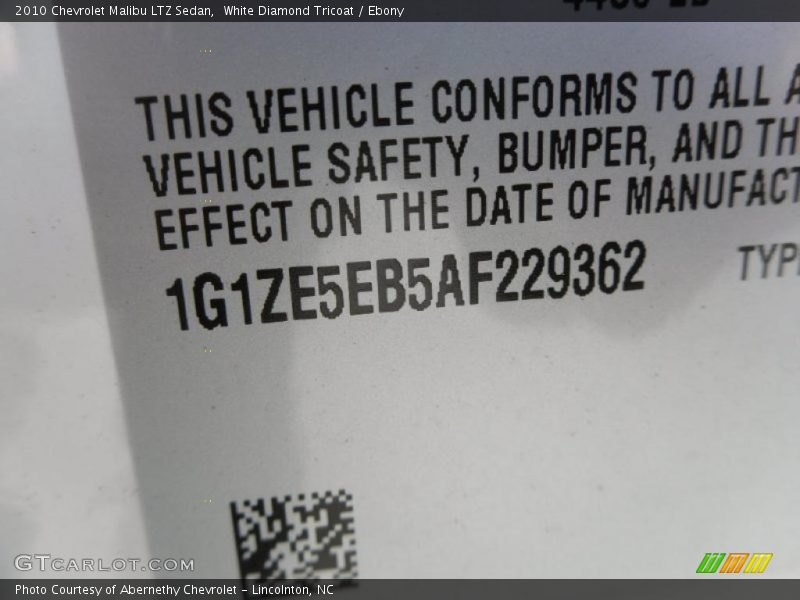 2010 Chevrolet Malibu LTZ Sedan, White Diamond Tricoat / Ebony
THIS VEHICLE CONFORMS TO ALL A
VEHICLE SAFETY, BUMPER, AND TH
EFFECT ON THE DATE OF MANUFACT
1G1ZE5EB5AF229362 TYPE
GTCARLOT.COM
Photo Courtesy of Abernethy Chevrolet – Lincolnton, NC